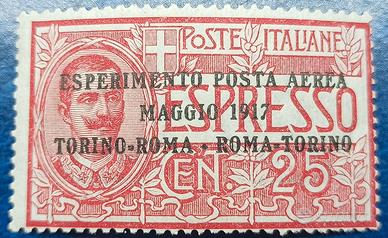 POSTE ITALIANE
ESPERIMENTO POSTA AEREA
MAGGIO 1917
ESPRESSO
TORINO-ROMA · ROMA-TORINO
CENT. 25